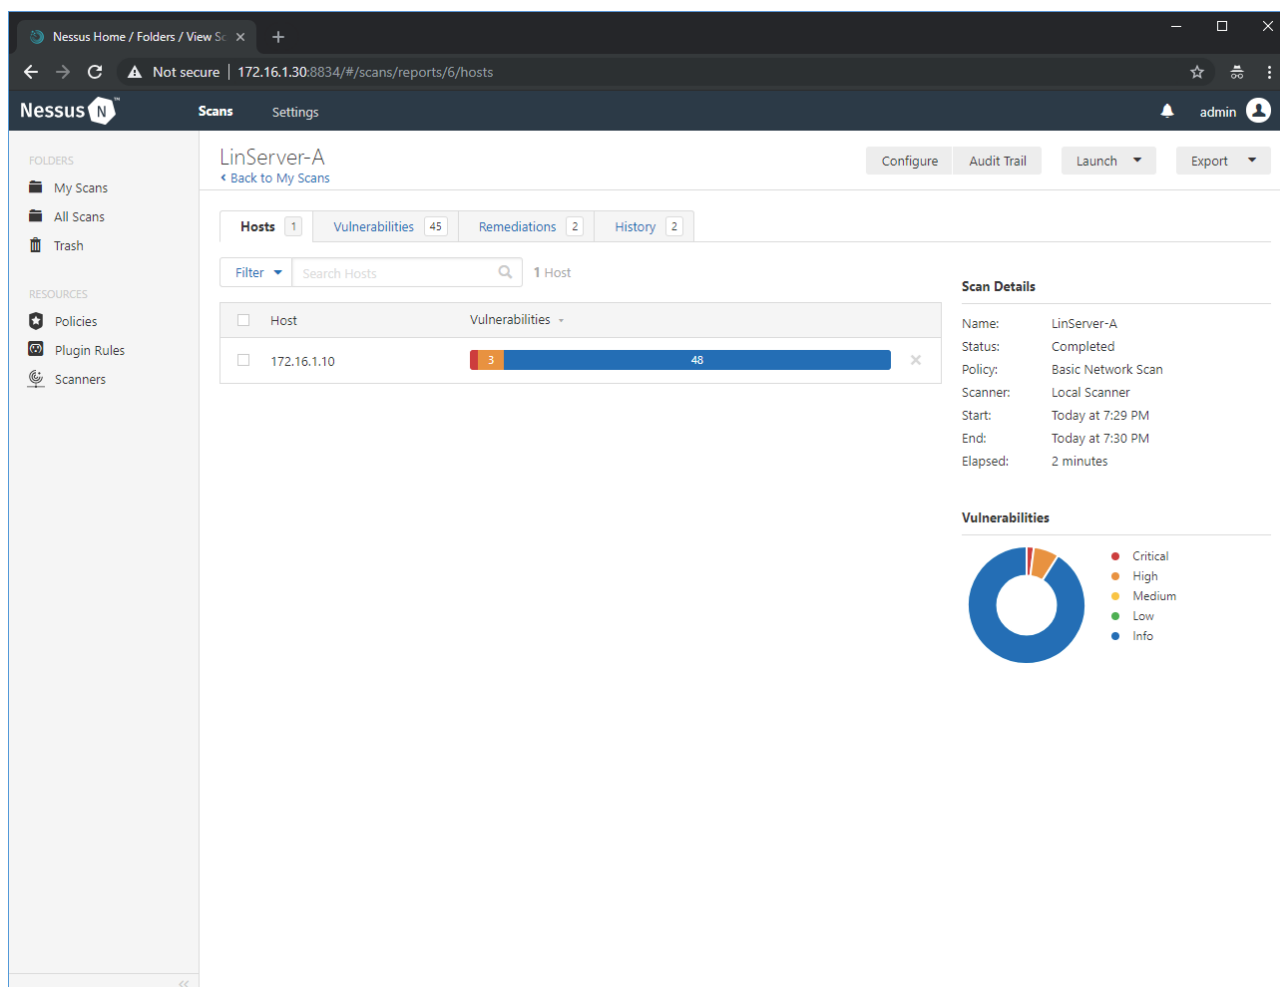 Nessus Home / Folders / View Sc
Not secure | 172.16.1.30:8834/#/scans/reports/6/hosts
Nessus N ™
Scans Settings
admin
FOLDERS
My Scans
All Scans
Trash
RESOURCES
Policies
Plugin Rules
Scanners
LinServer-A
Back to My Scans
Configure Audit Trail Launch Export
Hosts 1 Vulnerabilities 45 Remediations 2 History 2
Filter Search Hosts 1 Host
Host Vulnerabilities
172.16.1.10 3 48
Scan Details
Name: LinServer-A
Status: Completed
Policy: Basic Network Scan
Scanner: Local Scanner
Start: Today at 7:29 PM
End: Today at 7:30 PM
Elapsed: 2 minutes
Vulnerabilities
Critical
High
Medium
Low
Info